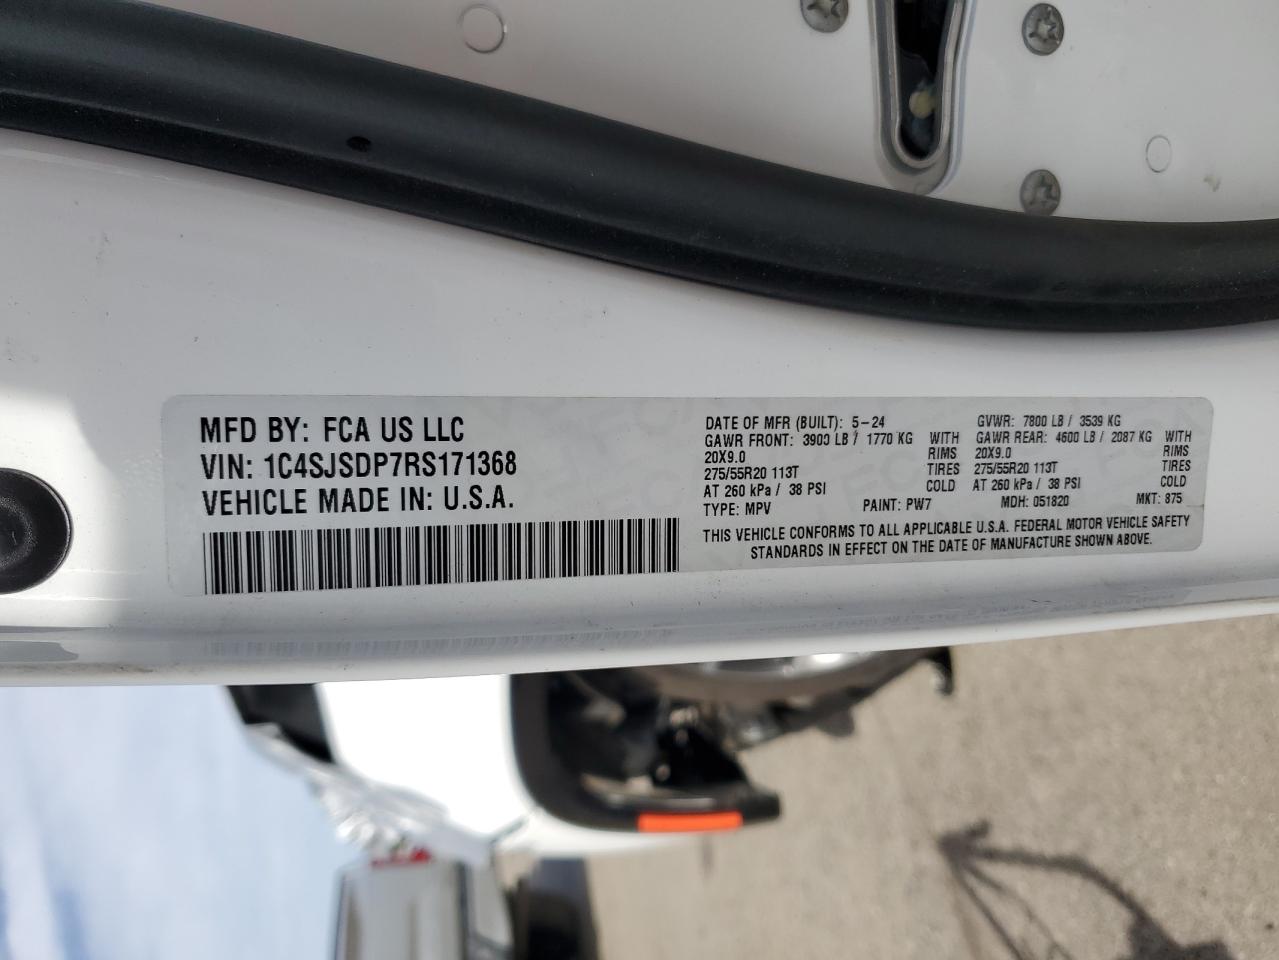 MFD BY: FCA US LLC
VIN: 1C4SJSDP7RS171368
VEHICLE MADE IN: U.S.A.
DATE OF MFR (BUILT): 5-24
GAWR FRONT: 3903 LB / 1770 KG WITH
20X9.0 RIMS
275/55R20 113T TIRES
AT 260 kPa / 38 PSI COLD
TYPE: MPV PAINT: PW7
GVWR: 7800 LB / 3539 KG
GAWR REAR: 4600 LB / 2087 KG WITH
20X9.0 RIMS
275/55R20 113T TIRES
AT 260 kPa / 38 PSI COLD
MDH: 051820 MKT: 875
THIS VEHICLE CONFORMS TO ALL APPLICABLE U.S.A. FEDERAL MOTOR VEHICLE SAFETY
STANDARDS IN EFFECT ON THE DATE OF MANUFACTURE SHOWN ABOVE.